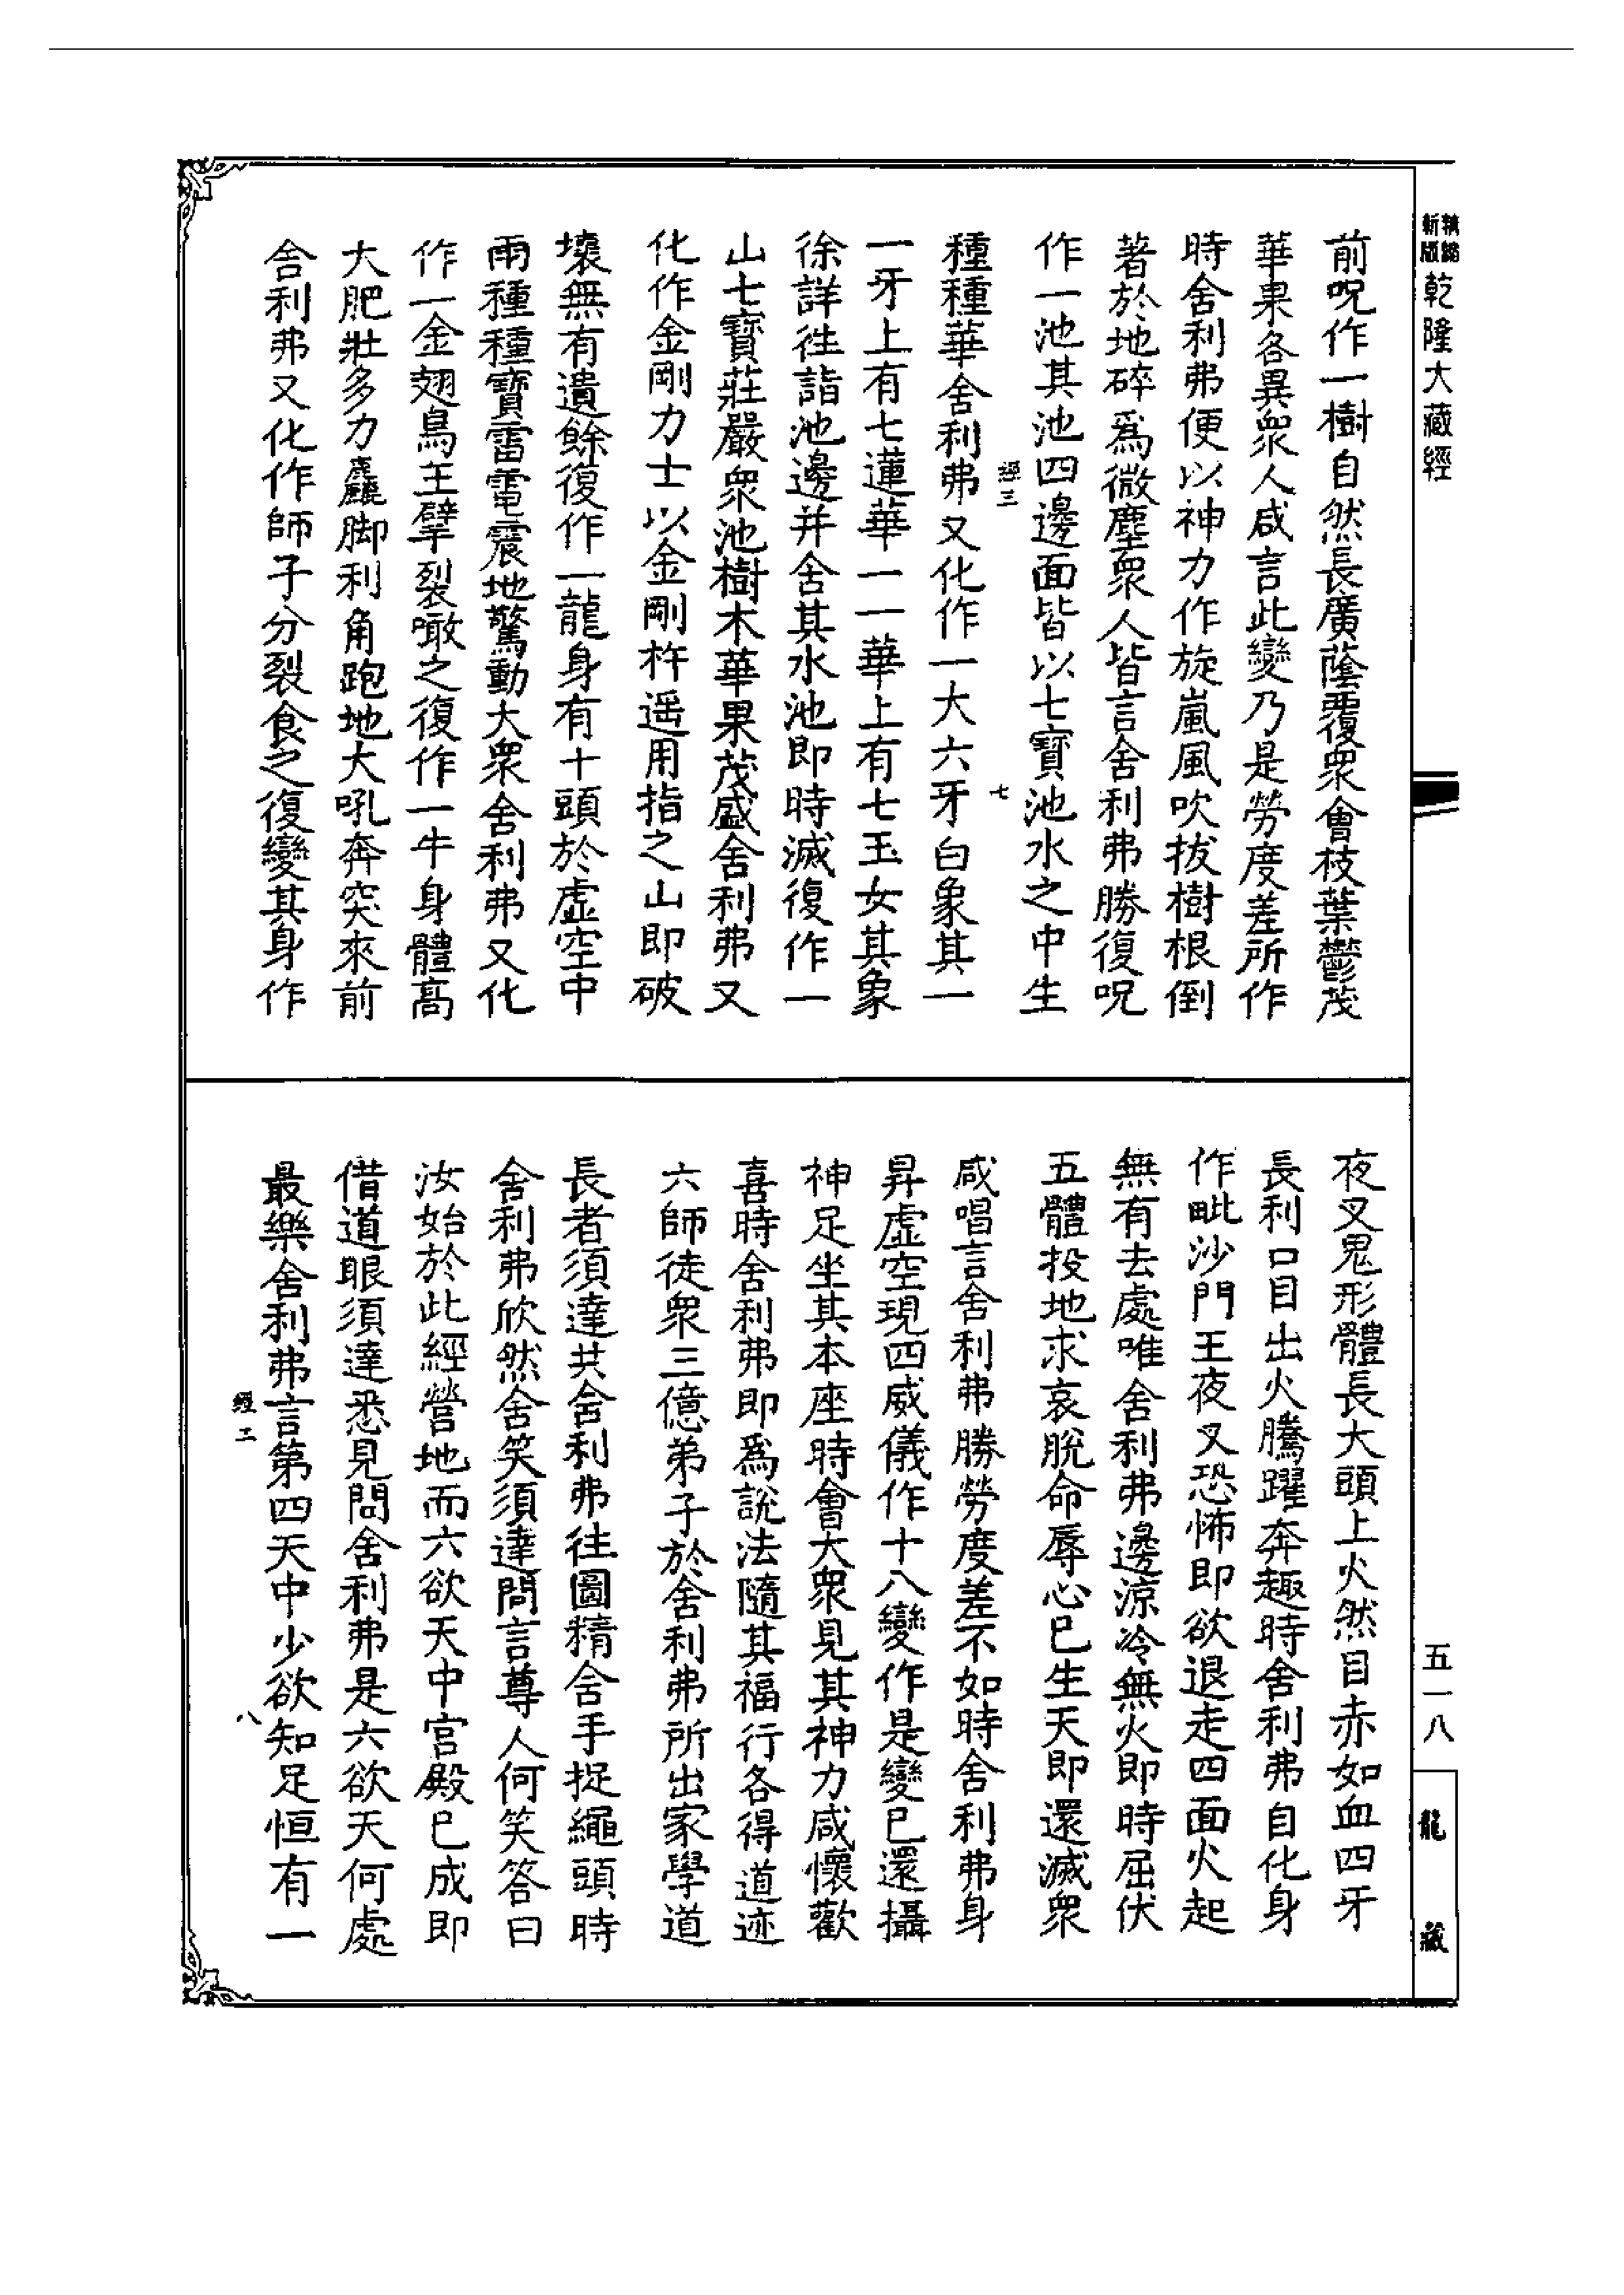 新版
精縮
乾隆大藏經
前呪作一樹自然長廣蔭覆衆會枝葉鬱茂
華果各異衆人咸言此變乃是勞度差所作
時舍利弗便以神力作旋嵐風吹拔樹根倒
著於地碎爲微塵衆人皆言舍利弗勝復呪
作一池其池四邊面皆以七寶池水之中生
經三
七
種種華舍利弗又化作一大六牙白象其一
一牙上有七蓮華一一華上有七玉女其象
徐詳徃詣池邊并含其水池即時滅復作一
山七寶莊嚴衆池樹木華果茂盛舍利弗又
化作金剛力士以金剛杵遥用指之山即破
壞無有遺餘復作一龍身有十頭於虛空中
雨種種寶雷電震地驚動大衆舍利弗又化
作一金翅鳥王擘裂噉之復作一牛身體高
大肥壯多力麤脚利角跑地大吼奔突來前
舍利弗又化作師子分裂食之復變其身作
夜叉鬼形體長大頭上火然目赤如血四牙
長利口目出火騰躍奔趣時舍利弗自化身
作毗沙門王夜叉恐怖即欲退走四面火起
無有去處唯舍利弗邊涼冷無火即時屈伏
五體投地求哀脫命辱心已生天即還滅衆
咸唱言舍利弗勝勞度差不如時舍利弗身
昇虛空現四威儀作十八變作是變已還攝
神足坐其本座時會大衆見其神力咸懷歡
喜時舍利弗即爲說法隨其福行各得道迹
六師徒衆三億弟子於舍利弗所出家學道
長者須達共舍利弗往圖精舍手捉繩頭時
舍利弗欣然含笑須達問言尊人何笑答曰
汝始於此經營地而六欲天中宮殿已成即
借道眼須達悉見問舍利弗是六欲天何處
最樂舍利弗言第四天中少欲知足恒有一
經工
八
五一八
龍藏